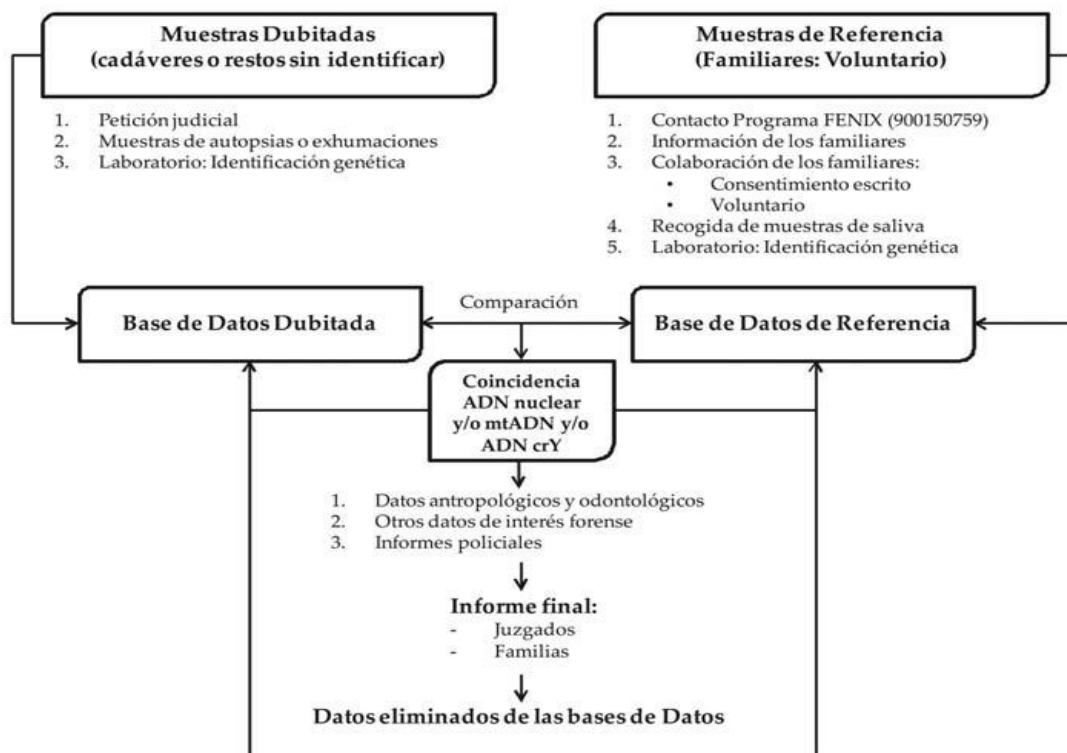 Muestras Dubitadas
(cadáveres o restos sin identificar)
1. Petición judicial
2. Muestras de autopsias o exhumaciones
3. Laboratorio: Identificación genética
Muestras de Referencia
(Familiares: Voluntario)
1. Contacto Programa FENIX (900150759)
2. Información de los familiares
3. Colaboración de los familiares:
• Consentimiento escrito
• Voluntario
4. Recogida de muestras de saliva
5. Laboratorio: Identificación genética
Base de Datos Dubitada
Comparación
Base de Datos de Referencia
Coincidencia
ADN nuclear
y/o mtADN y/o
ADN crY
1. Datos antropológicos y odontológicos
2. Otros datos de interés forense
3. Informes policiales
Informe final:
- Juzgados
- Familias
Datos eliminados de las bases de Datos